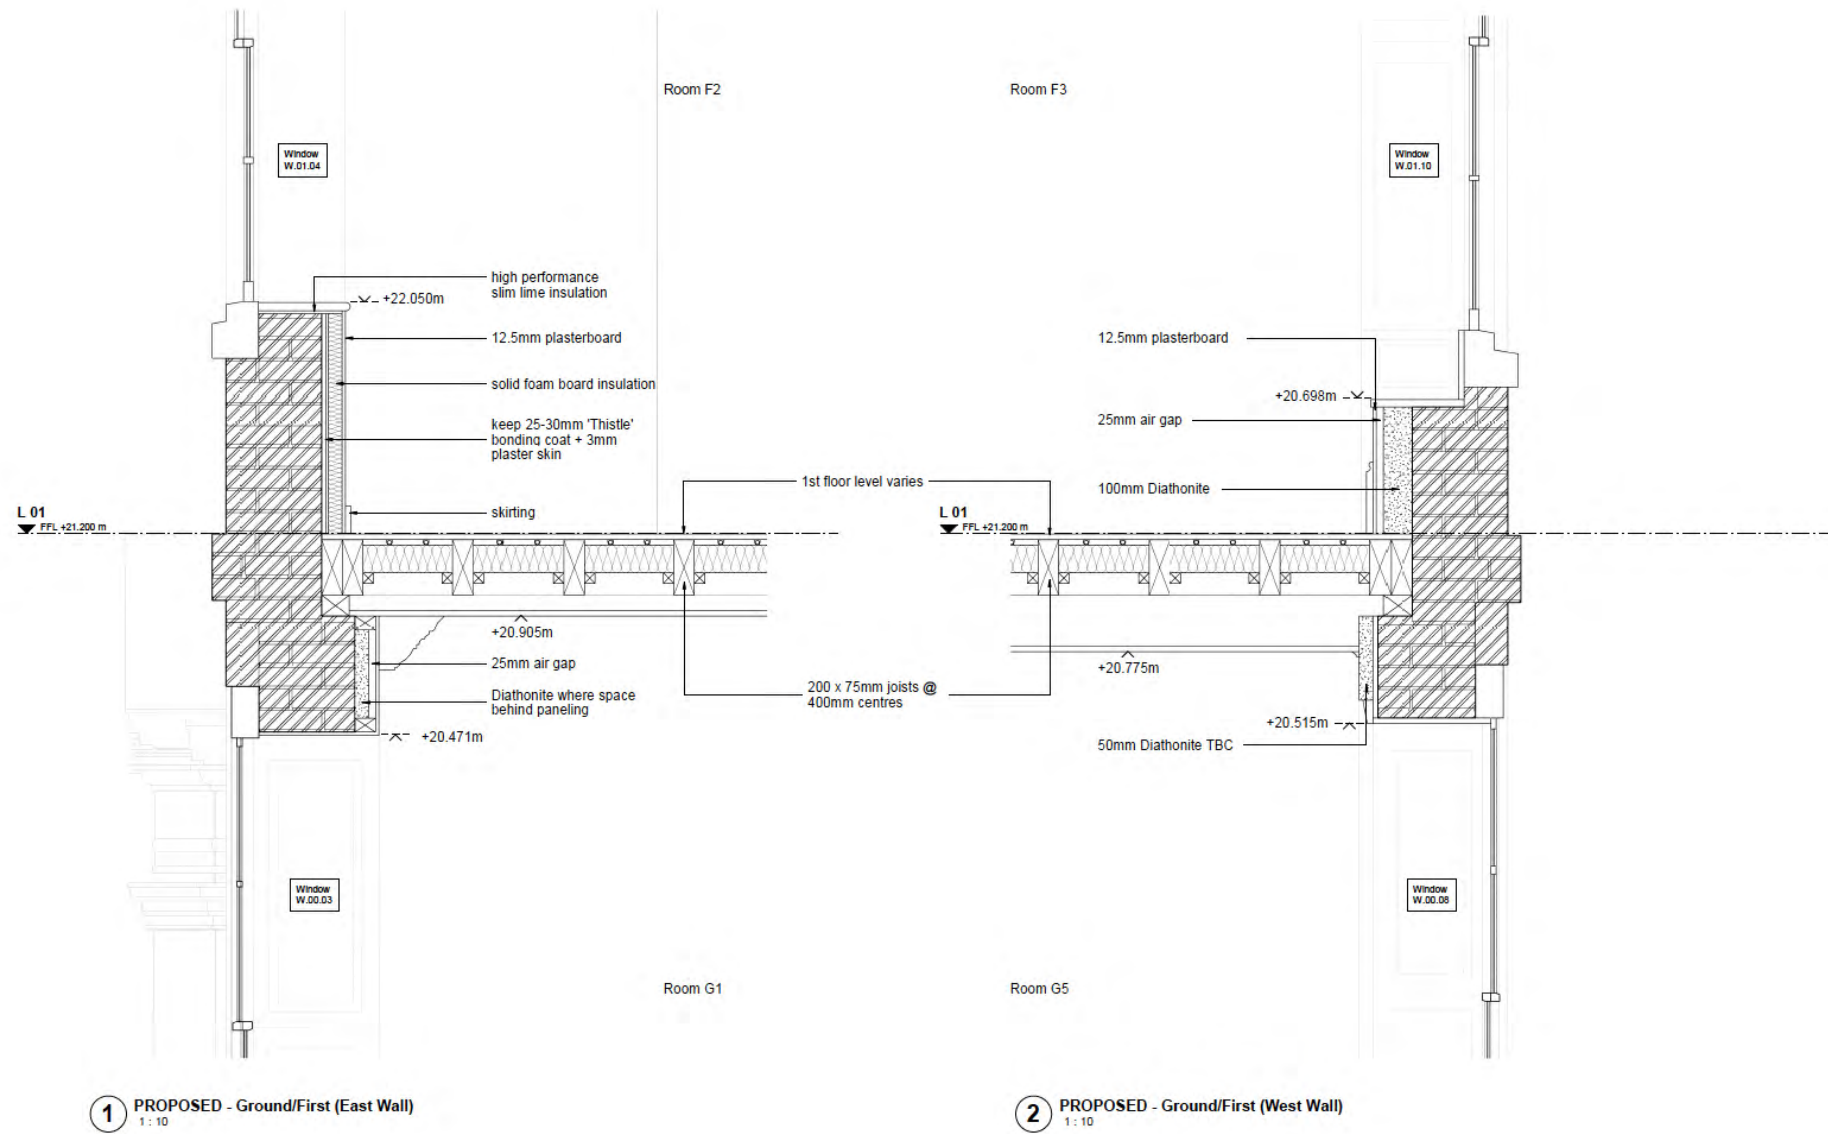 Room F2
Room F3
Window
W.01.04
Window
W.01.10
high performance
slim lime insulation
+22.050m
12.5mm plasterboard
solid foam board insulation
keep 25-30mm 'Thistle'
bonding coat + 3mm
plaster skin
skirting
12.5mm plasterboard
+20.698m
25mm air gap
100mm Diathonite
1st floor level varies
L 01
FFL +21.200 m
L 01
FFL +21.200 m
+20.905m
25mm air gap
Diathonite where space
behind paneling
+20.471m
200 x 75mm joists @
400mm centres
+20.775m
+20.515m
50mm Diathonite TBC
Window
W.00.03
Window
W.00.08
Room G1
Room G5
1 PROPOSED - Ground/First (East Wall)
1 : 10
2 PROPOSED - Ground/First (West Wall)
1 : 10